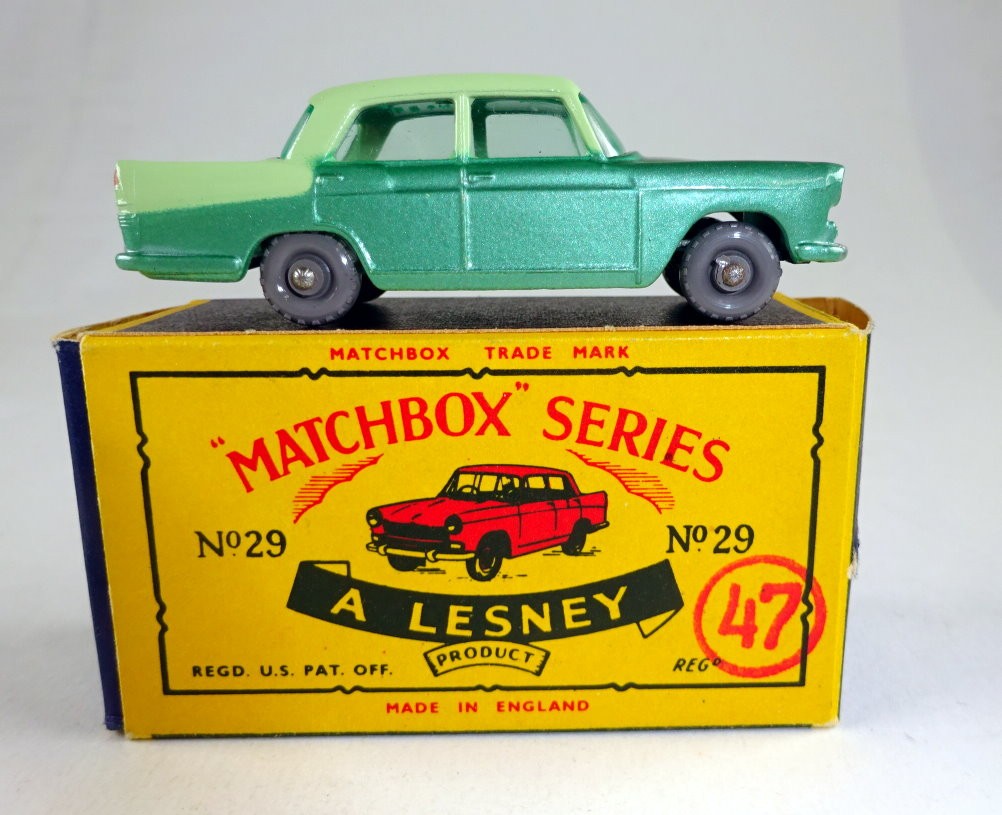 MATCHBOX TRADE MARK
"MATCHBOX" SERIES
Nº29
Nº29
A LESNEY
PRODUCT
47
REGD. U.S. PAT. OFF.
REGD
MADE IN ENGLAND